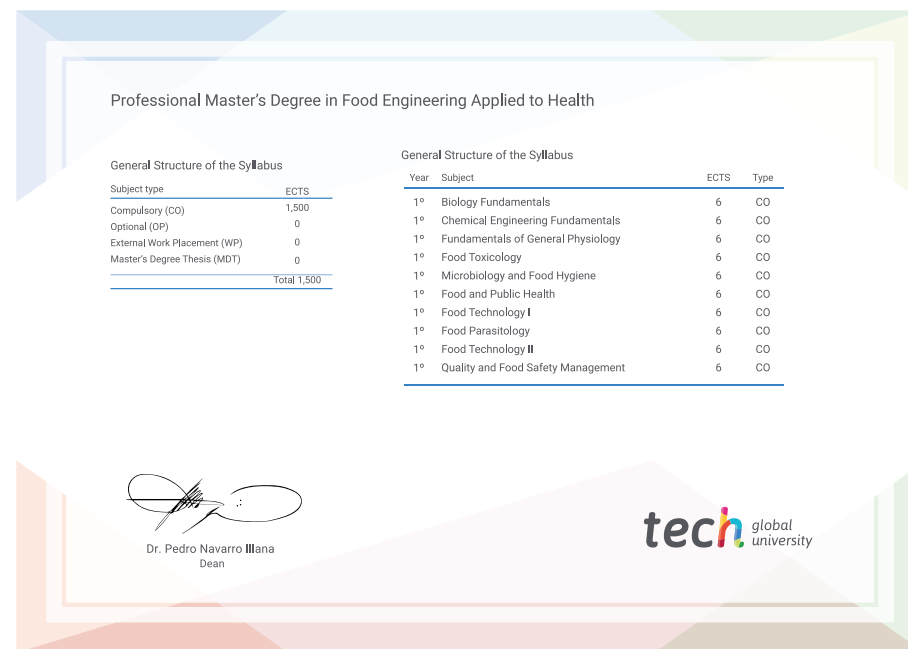 Professional Master's Degree in Food Engineering Applied to Health
General Structure of the Syllabus
Subject type ECTS
Compulsory (CO) 1,500
Optional (OP) 0
External Work Placement (WP) 0
Master's Degree Thesis (MDT) 0
Total 1,500
General Structure of the Syllabus
Year Subject ECTS Type
1º Biology Fundamentals 6 CO
1º Chemical Engineering Fundamentals 6 CO
1º Fundamentals of General Physiology 6 CO
1º Food Toxicology 6 CO
1º Microbiology and Food Hygiene 6 CO
1º Food and Public Health 6 CO
1º Food Technology I 6 CO
1º Food Parasitology 6 CO
1º Food Technology II 6 CO
1º Quality and Food Safety Management 6 CO
Dr. Pedro Navarro Illana
Dean
tech global
university